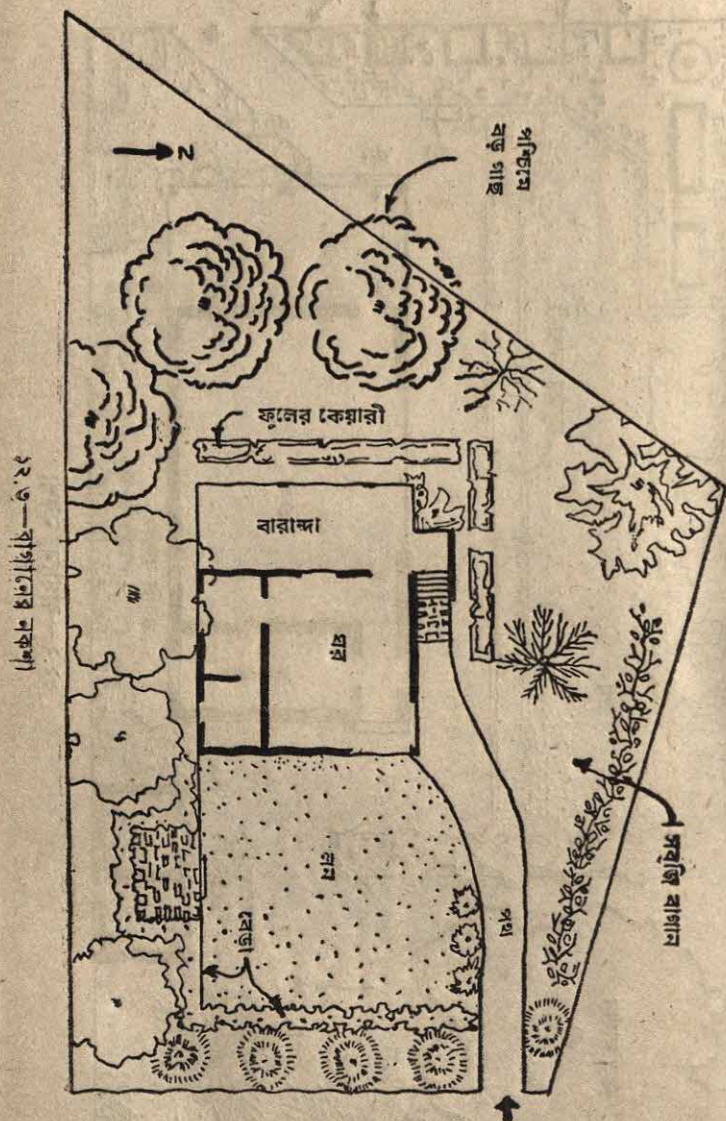 N
পশ্চিমে
বড় গাছ
ফুলের কেয়ারী
বারান্দা
ঘর
সব্জি বাগান
লন
পথ
বেড়া
১২.৩—বাগানের নকশা